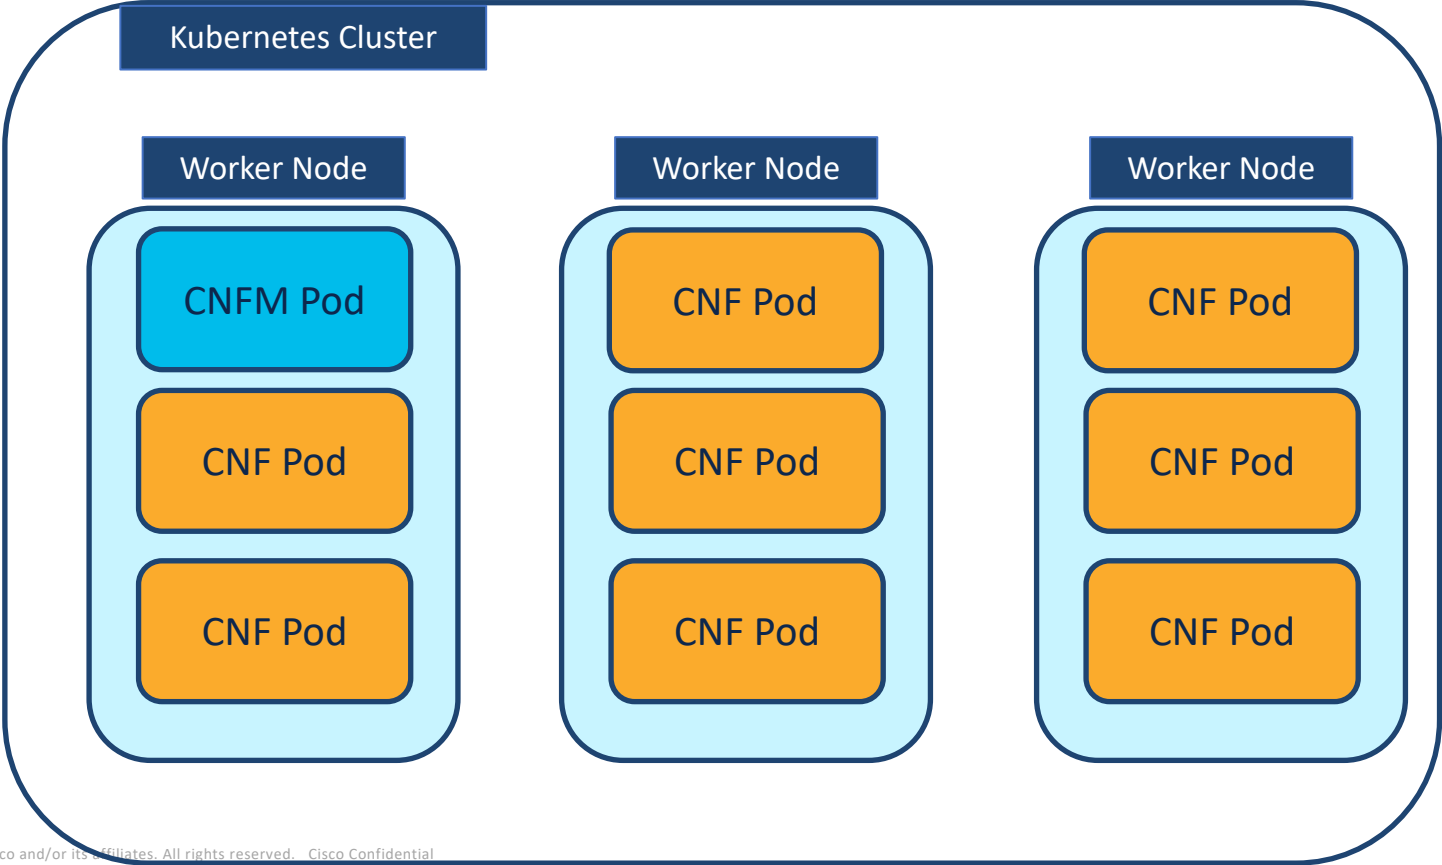 Kubernetes Cluster
Worker Node
Worker Node
Worker Node
CNFM Pod
CNF Pod
CNF Pod
CNF Pod
CNF Pod
CNF Pod
CNF Pod
CNF Pod
CNF Pod
co and/or its affiliates. All rights reserved. Cisco Confidential